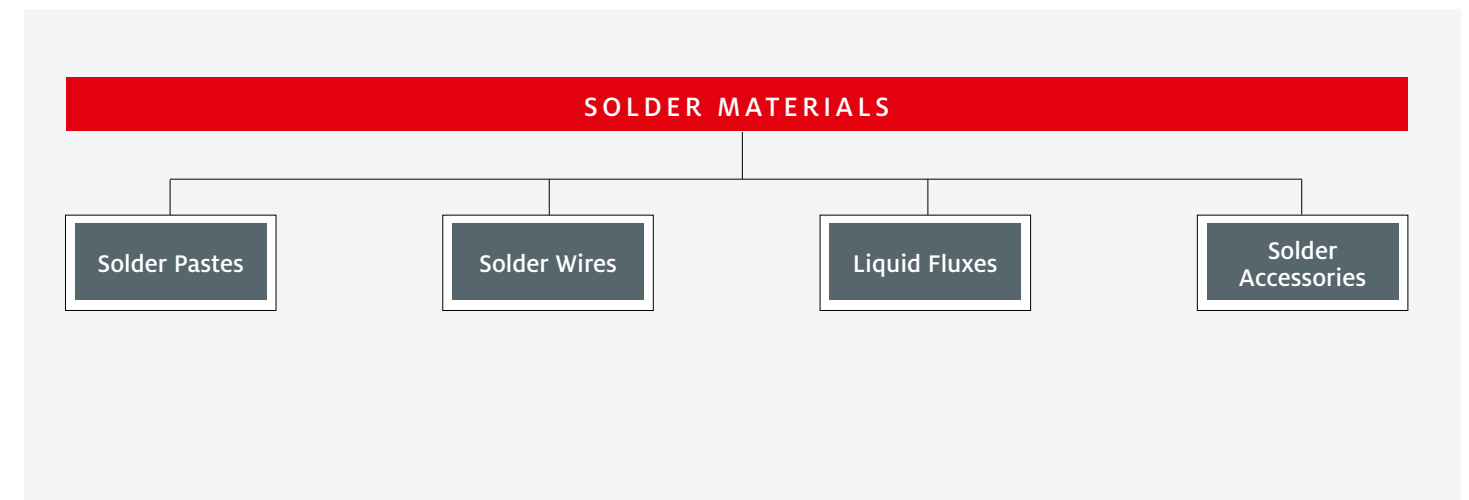 SOLDER MATERIALS
Solder Pastes
Solder Wires
Liquid Fluxes
Solder
Accessories